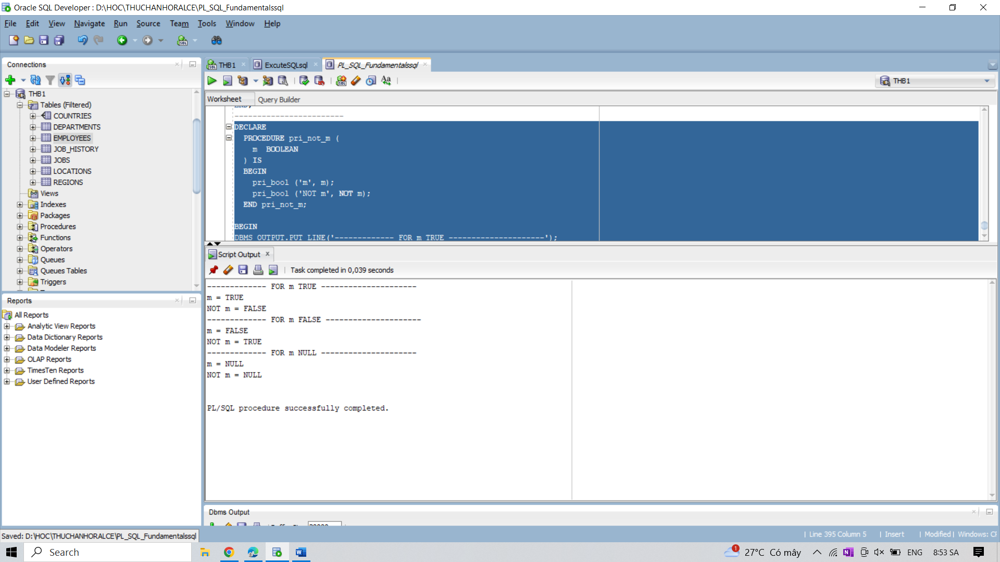 Oracle SQL Developer : D:\HOC\THUCHANHORALCE\PL_SQL_Fundamentalssql
File Edit View Navigate Run Source Team Tools Window Help
Connections
THB1
Tables (Filtered)
COUNTRIES
DEPARTMENTS
EMPLOYEES
JOB_HISTORY
JOBS
LOCATIONS
REGIONS
Views
Indexes
Packages
Procedures
Functions
Operators
Queues
Queues Tables
Triggers
Reports
All Reports
Analytic View Reports
Data Dictionary Reports
Data Modeler Reports
OLAP Reports
TimesTen Reports
User Defined Reports
THB1 ExcuteSQLsql PL_SQL_Fundamentalssql
THB1
Worksheet Query Builder
------------------------
DECLARE
PROCEDURE pri_not_m (
m BOOLEAN
) IS
BEGIN
pri_bool ('m', m);
pri_bool ('NOT m', NOT m);
END pri_not_m;
BEGIN
DBMS_OUTPUT.PUT_LINE('------------- FOR m TRUE ---------------------');
Script Output
Task completed in 0,039 seconds
------------- FOR m TRUE ---------------------
m = TRUE
NOT m = FALSE
------------- FOR m FALSE ---------------------
m = FALSE
NOT m = TRUE
------------- FOR m NULL ---------------------
m = NULL
NOT m = NULL
PL/SQL procedure successfully completed.
Dbms Output
Saved: D:\HOC\THUCHANHORALCE\PL_SQL_Fundamentalssql
Line 395 Column 5 Insert Modified Windows:
Search
1 27°C Có mây ENG 8:53 SA